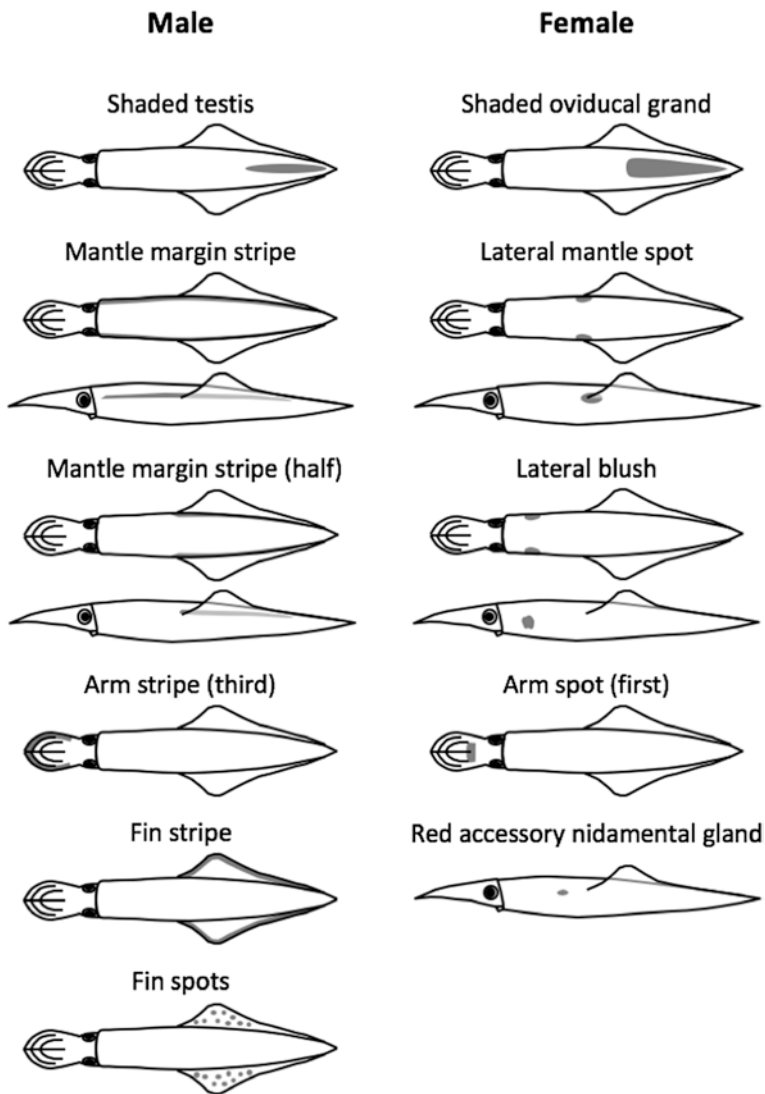 Male
Female
Shaded testis
Shaded oviducal grand
Mantle margin stripe
Lateral mantle spot
Mantle margin stripe (half)
Lateral blush
Arm stripe (third)
Arm spot (first)
Fin stripe
Red accessory nidamental gland
Fin spots